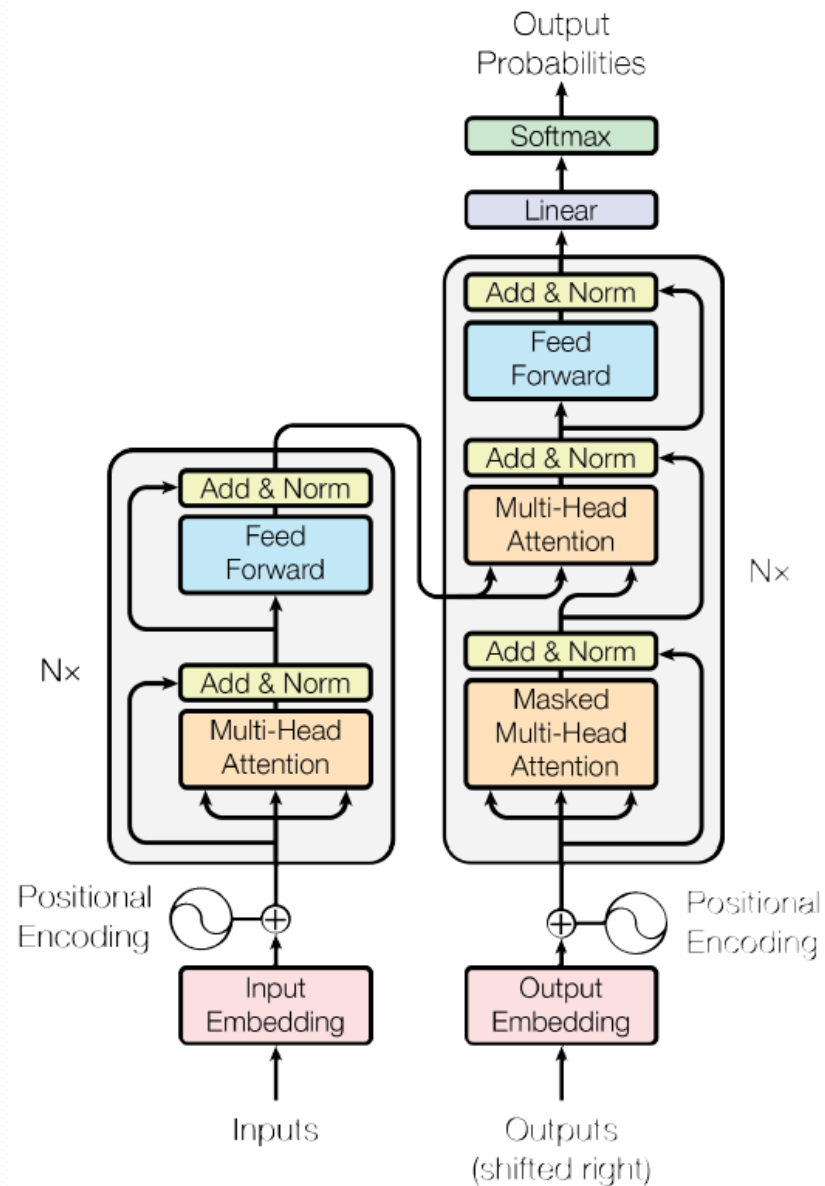 Output
Probabilities
Softmax
Linear
Add & Norm
Feed
Forward
Add & Norm
Multi-Head
Attention
Nx
Add & Norm
Masked
Multi-Head
Attention
Add & Norm
Feed
Forward
Nx
Add & Norm
Multi-Head
Attention
Positional
Encoding
Positional
Encoding
Input
Embedding
Output
Embedding
Inputs
Outputs
(shifted right)